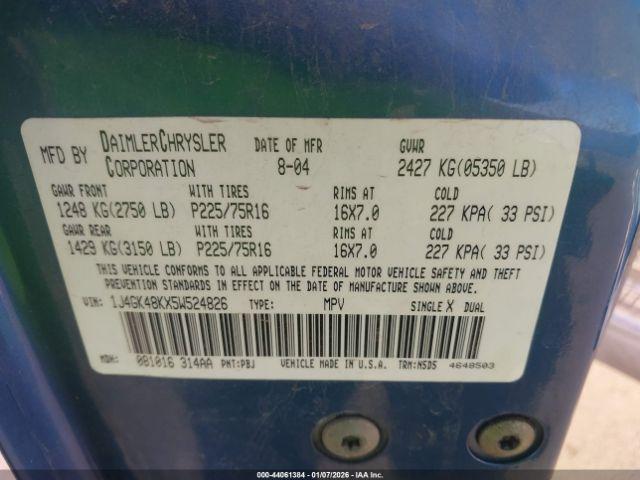 MFD BY DAIMLERCHRYSLER CORPORATION DATE OF MFR 8-04 GVWR 2427 KG(05350 LB)
GAWR FRONT WITH TIRES RIMS AT COLD
1248 KG(2750 LB) P225/75R16 16X7.0 227 KPA( 33 PSI)
GAWR REAR WITH TIRES RIMS AT COLD
1429 KG(3150 LB) P225/75R16 16X7.0 227 KPA( 33 PSI)
THIS VEHICLE CONFORMS TO ALL APPLICABLE FEDERAL MOTOR VEHICLE SAFETY AND THEFT
PREVENTION STANDARDS IN EFFECT ON THE DATE OF MANUFACTURE SHOWN ABOVE.
VIN: 1J4GK48KX5W524826 TYPE: MPV SINGLE X DUAL
MDH: 081016 314AA PNT:PBJ VEHICLE MADE IN U.S.A. TRM:N5D5 4648503
000-44061384 | 01/07/2026 - IAA, Inc.